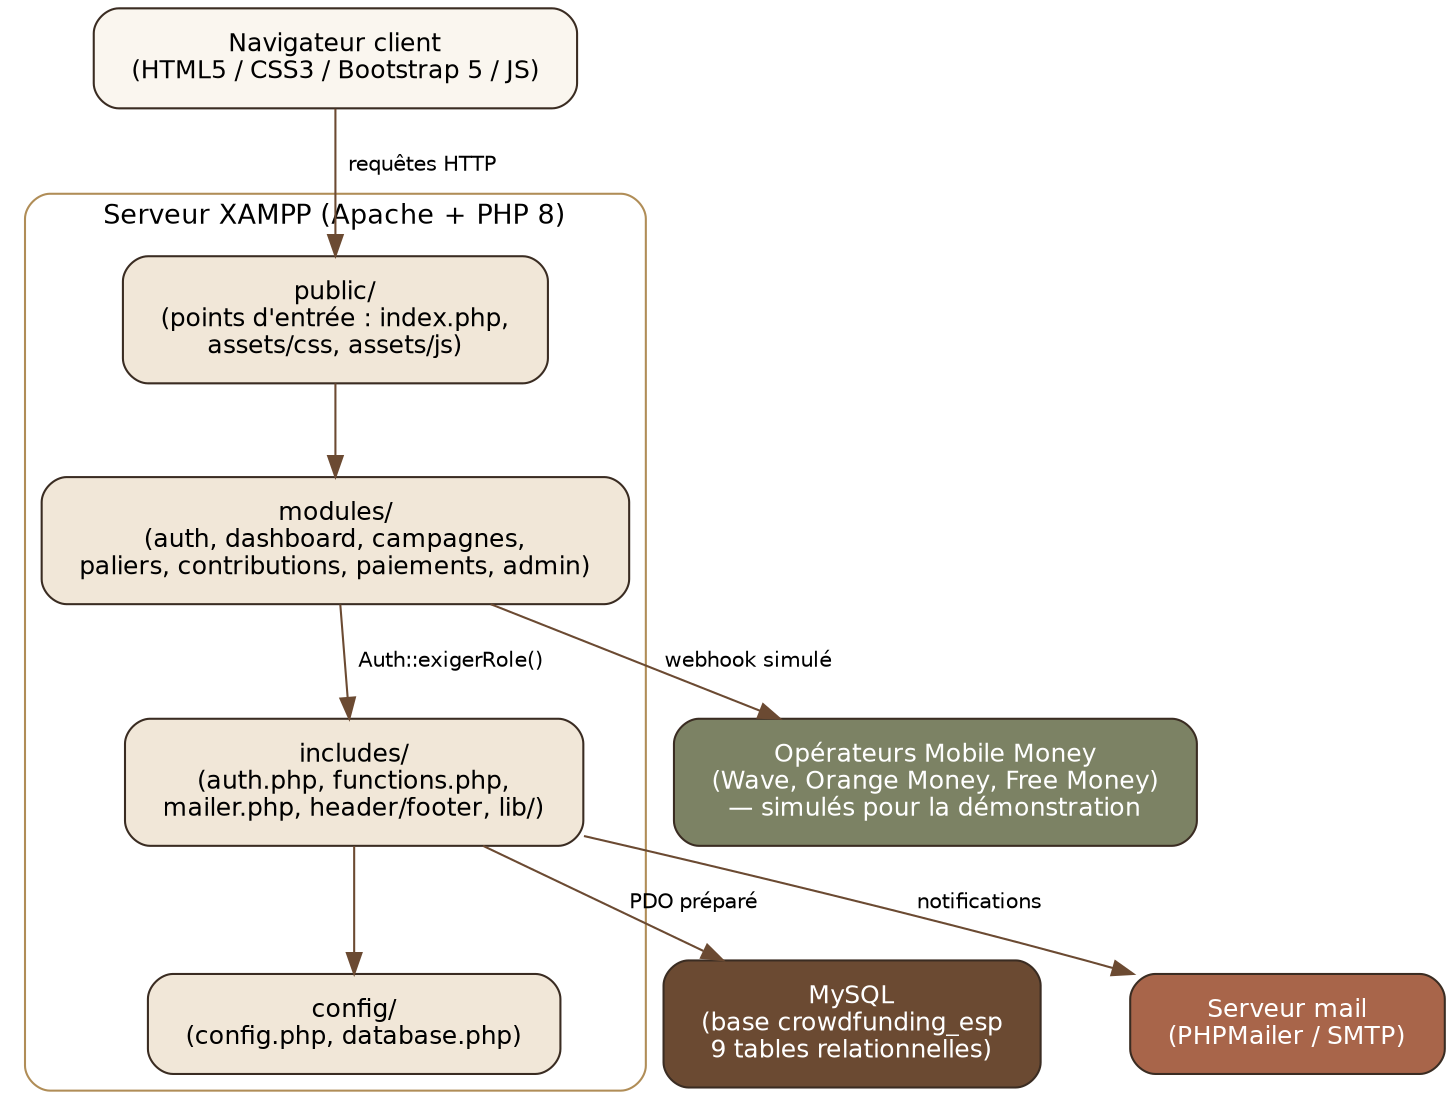 Navigateur client
(HTML5 / CSS3 / Bootstrap 5 / JS)
requêtes HTTP
Serveur XAMPP (Apache + PHP 8)
public/
(points d'entrée : index.php,
assets/css, assets/js)
modules/
(auth, dashboard, campagnes,
paliers, contributions, paiements, admin)
Auth::exigerRole()
webhook simulé
includes/
(auth.php, functions.php,
mailer.php, header/footer, lib/)
Opérateurs Mobile Money
(Wave, Orange Money, Free Money)
— simulés pour la démonstration
PDO préparé
notifications
config/
(config.php, database.php)
MySQL
(base crowdfunding_esp
9 tables relationnelles)
Serveur mail
(PHPMailer / SMTP)